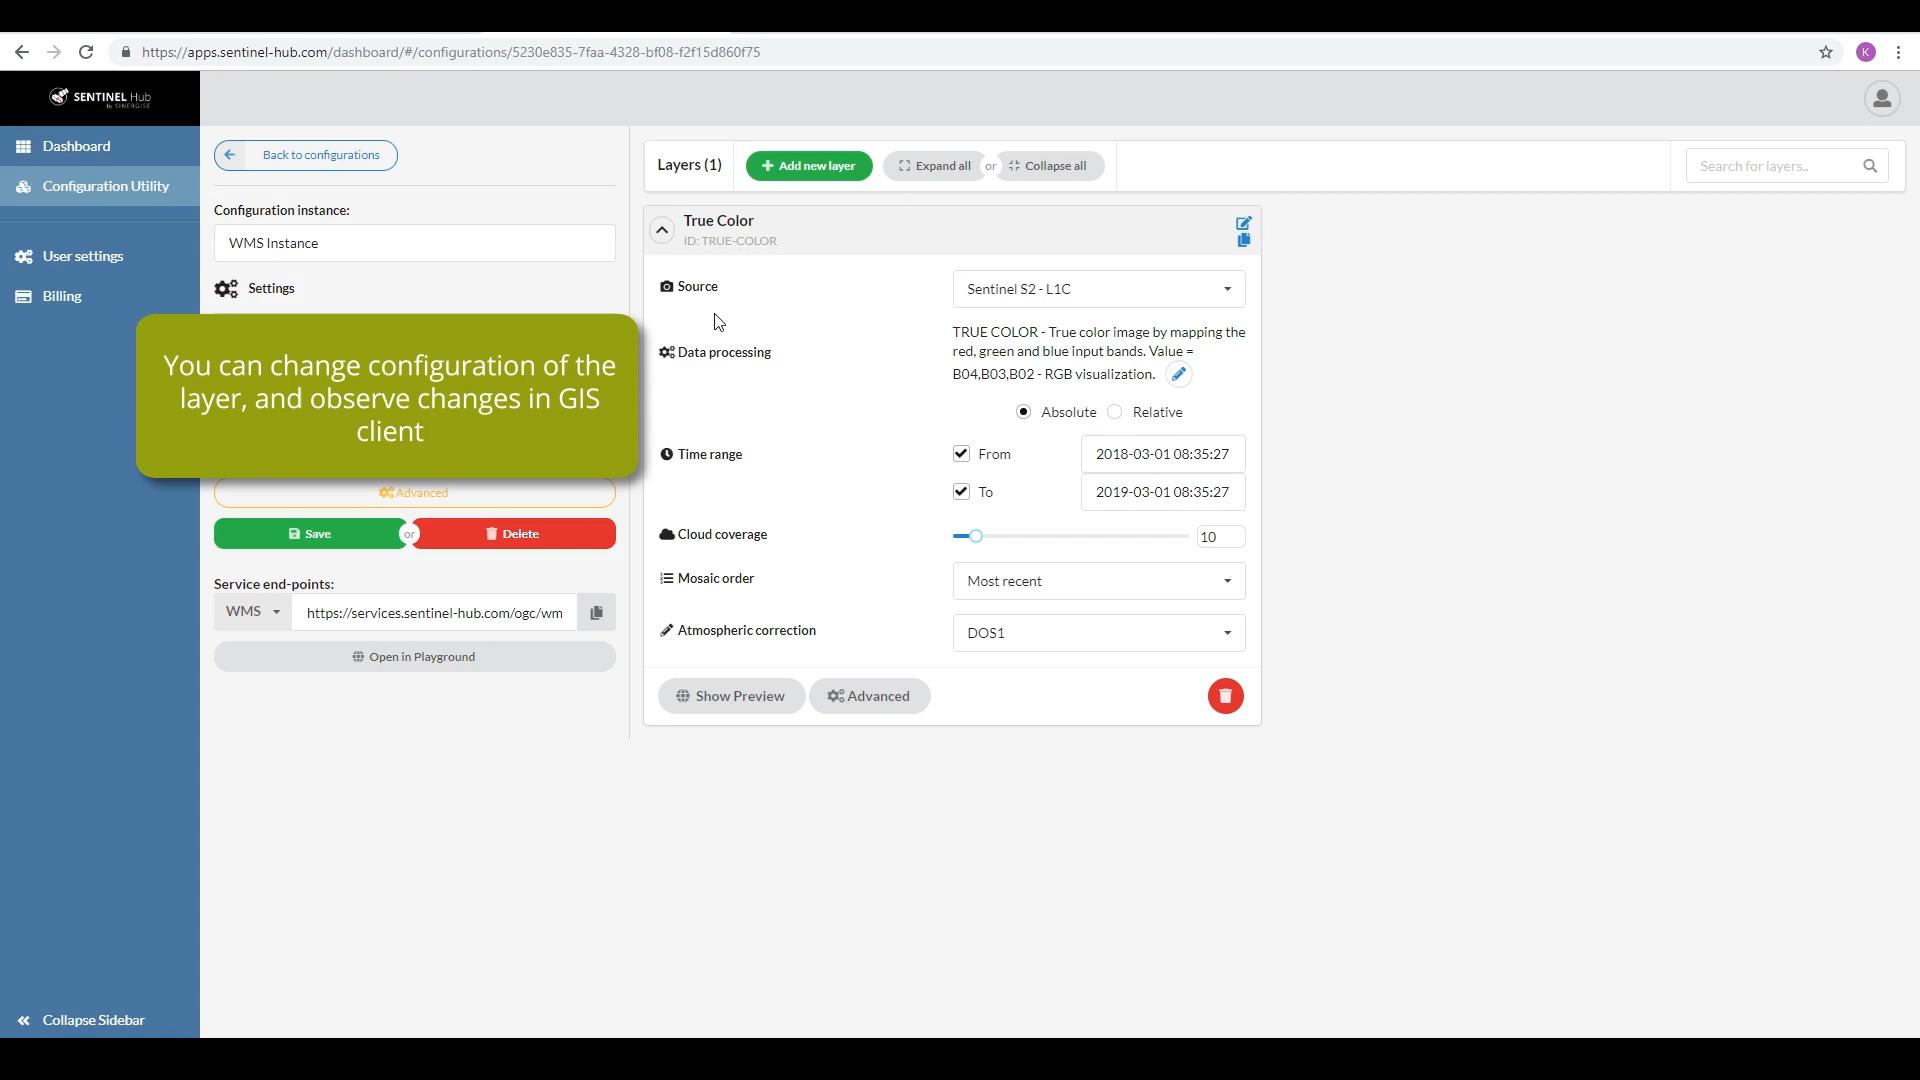 https://apps.sentinel-hub.com/dashboard/#/configurations/5230e835-7faa-4328-bf08-f2f15d860f75
K
SENTINEL Hub
by SINERGISE
Dashboard
Configuration Utility
User settings
Billing
Collapse Sidebar
Back to configurations
Configuration instance:
WMS Instance
Settings
You can change configuration of the
layer, and observe changes in GIS
client
Advanced
Save
or
Delete
Service end-points:
WMS
https://services.sentinel-hub.com/ogc/wm
Open in Playground
Layers (1)
Add new layer
Expand all
or
Collapse all
Search for layers..
True Color
ID: TRUE-COLOR
Source
Sentinel S2 - L1C
Data processing
TRUE COLOR - True color image by mapping the
red, green and blue input bands. Value =
B04,B03,B02 - RGB visualization.
Absolute
Relative
Time range
From
2018-03-01 08:35:27
To
2019-03-01 08:35:27
Cloud coverage
10
Mosaic order
Most recent
Atmospheric correction
DOS1
Show Preview
Advanced